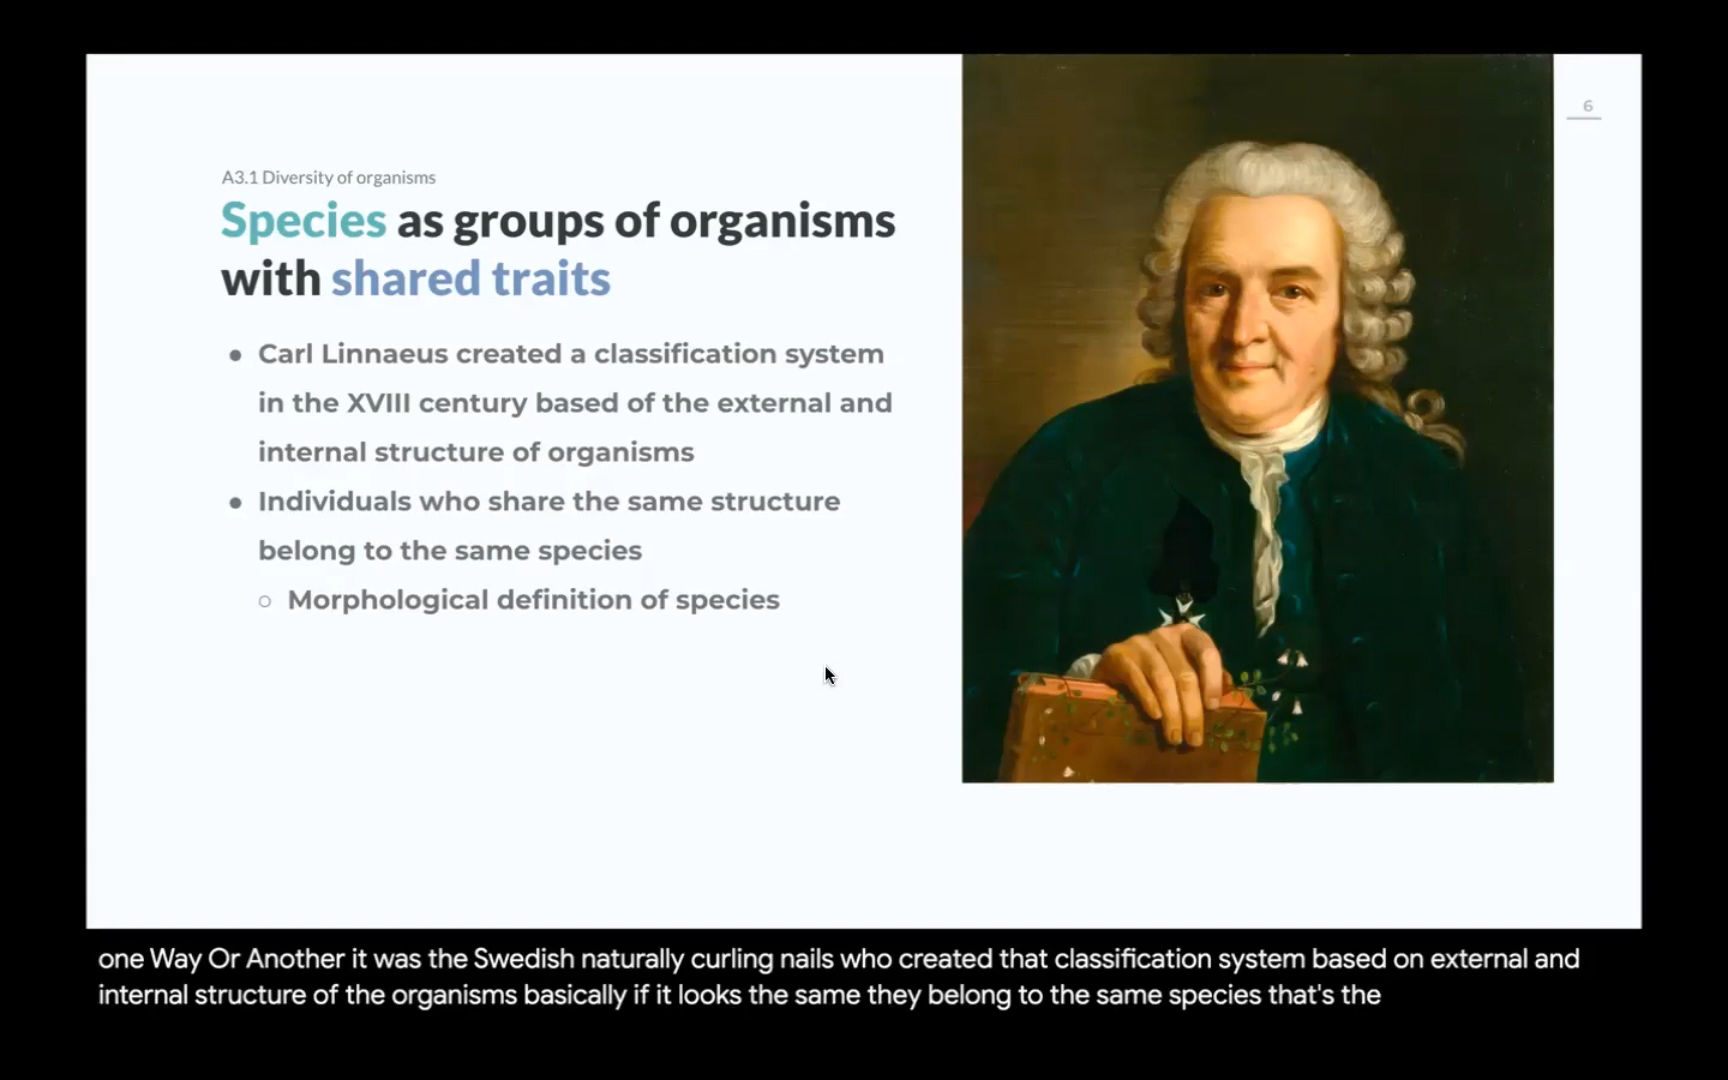 6
A3.1 Diversity of organisms
Species as groups of organisms
with shared traits
● Carl Linnaeus created a classification system
in the XVIII century based of the external and
internal structure of organisms
● Individuals who share the same structure
belong to the same species
○ Morphological definition of species
one Way Or Another it was the Swedish naturally curling nails who created that classification system based on external and
internal structure of the organisms basically if it looks the same they belong to the same species that's the